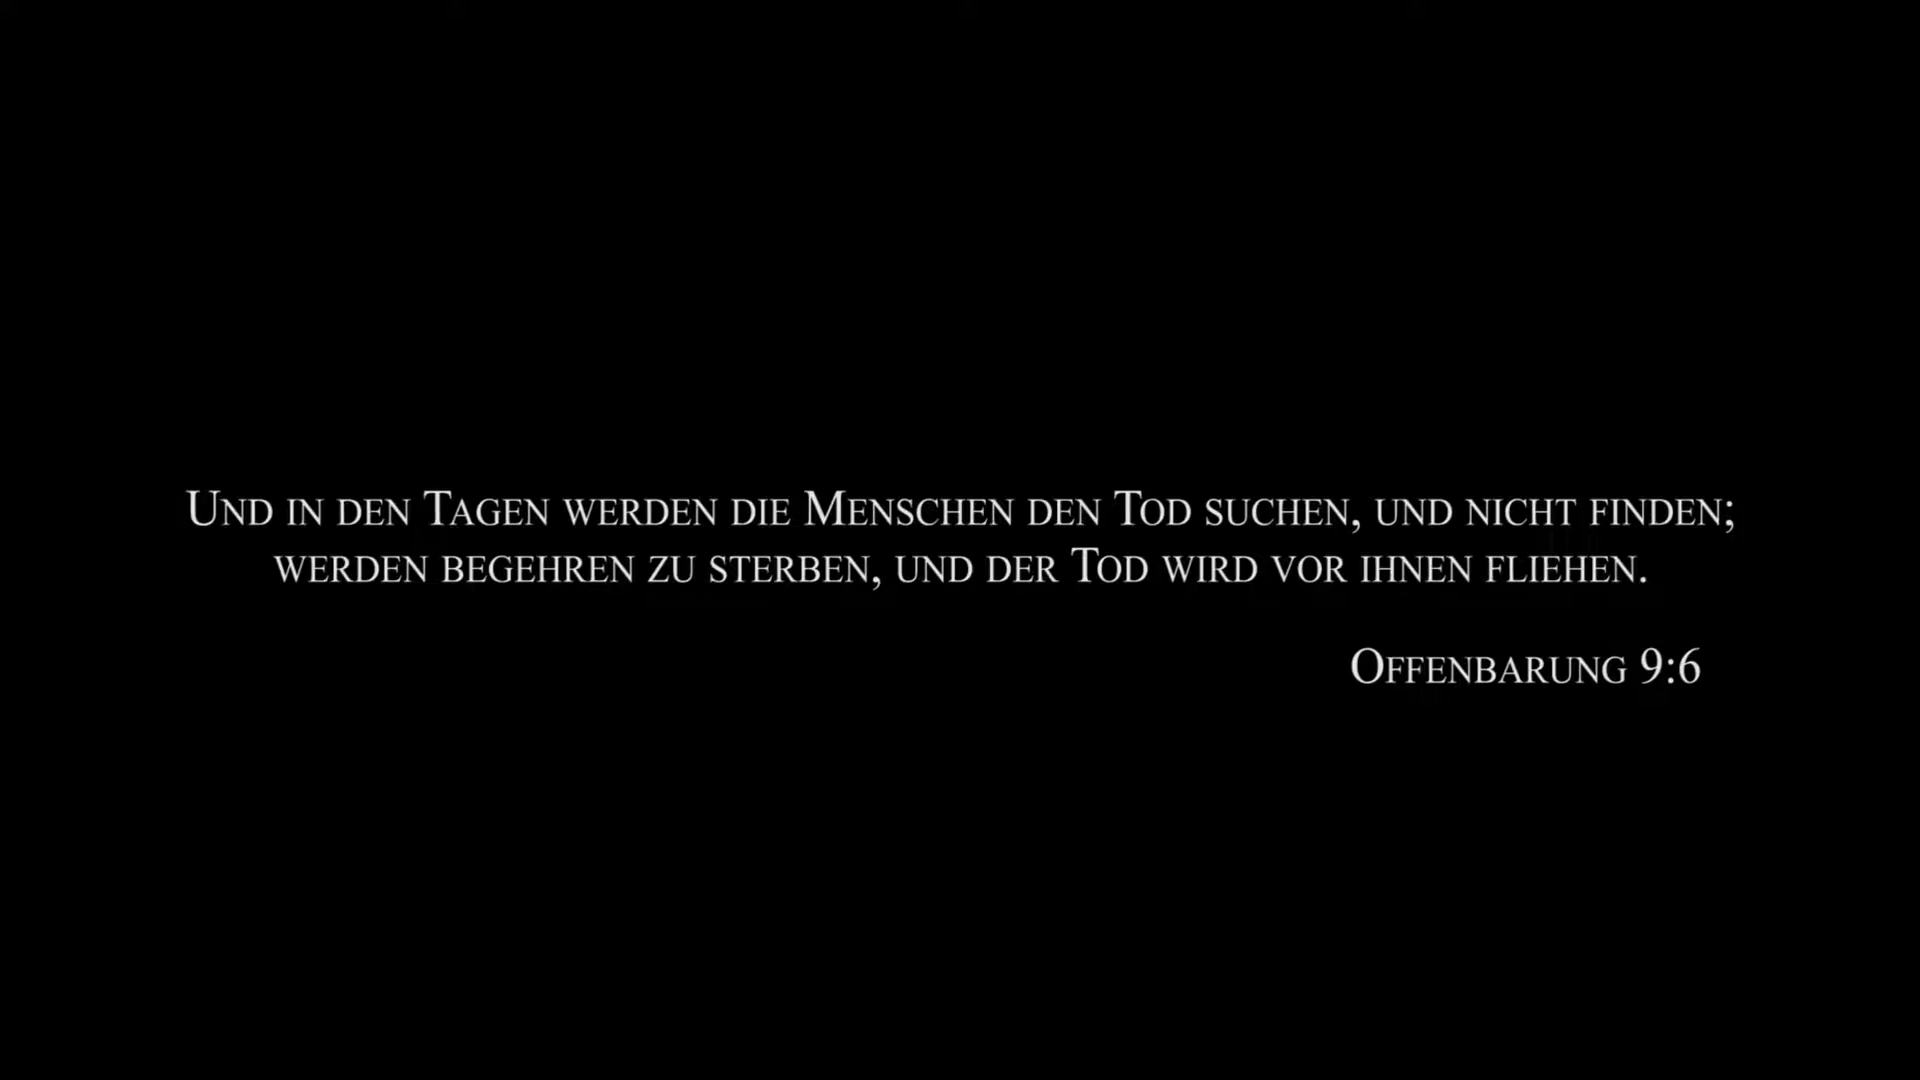 Und in den Tagen werden die Menschen den Tod suchen, und nicht finden;
werden begehren zu sterben, und der Tod wird vor ihnen fliehen.
Offenbarung 9:6